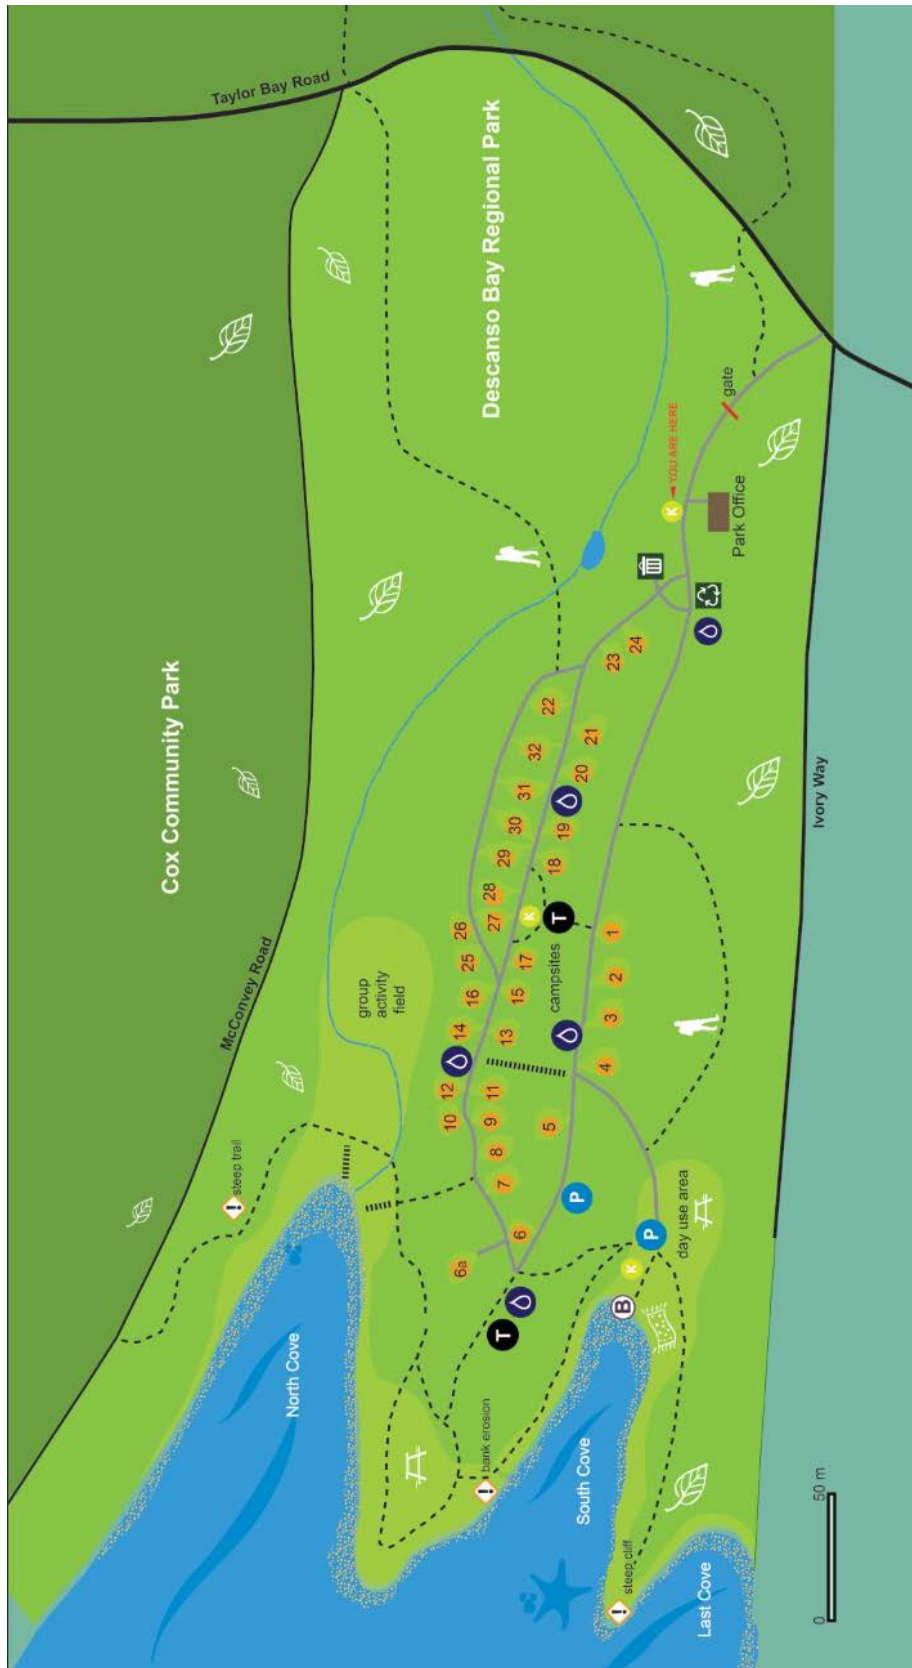 Taylor Bay Road
Cox Community Park
McConvey Road
Descanso Bay Regional Park
steep trail
group
activity
field
YOU ARE HERE
K
gate
Park Office
North Cove
6a
6
7
8
9
10
11
12
13
14
15
16
17
25
26
27
28
29
30
31
32
22
23
24
18
19
20
21
K
T
campsites
1
2
3
4
5
P
T
bank erosion
South Cove
B
K
P
day use area
steep cliff
Last Cove
Ivory Way
0
50 m